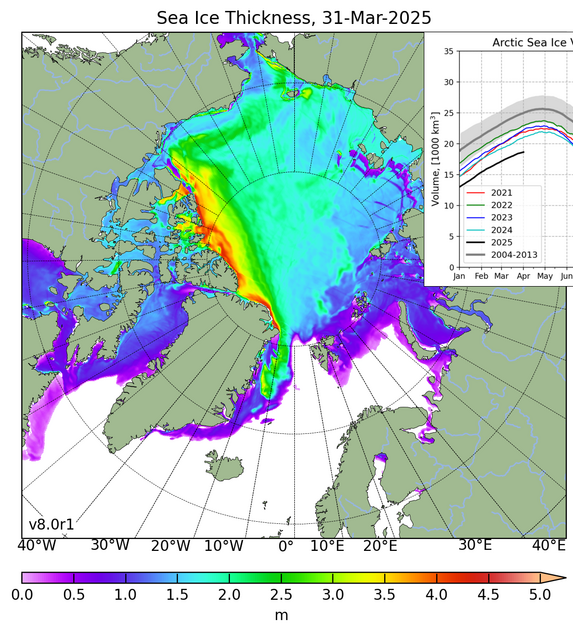 Sea Ice Thickness, 31-Mar-2025
Arctic Sea Ice V
Volume, [1000 km³]
35
30
25
20
15
10
5
0
Jan Feb Mar Apr May Jun
2021
2022
2023
2024
2025
2004-2013
v8.0r1
40°W 30°W 20°W 10°W 0° 10°E 20°E 30°E 40°E
0.0 0.5 1.0 1.5 2.0 2.5 3.0 3.5 4.0 4.5 5.0
m